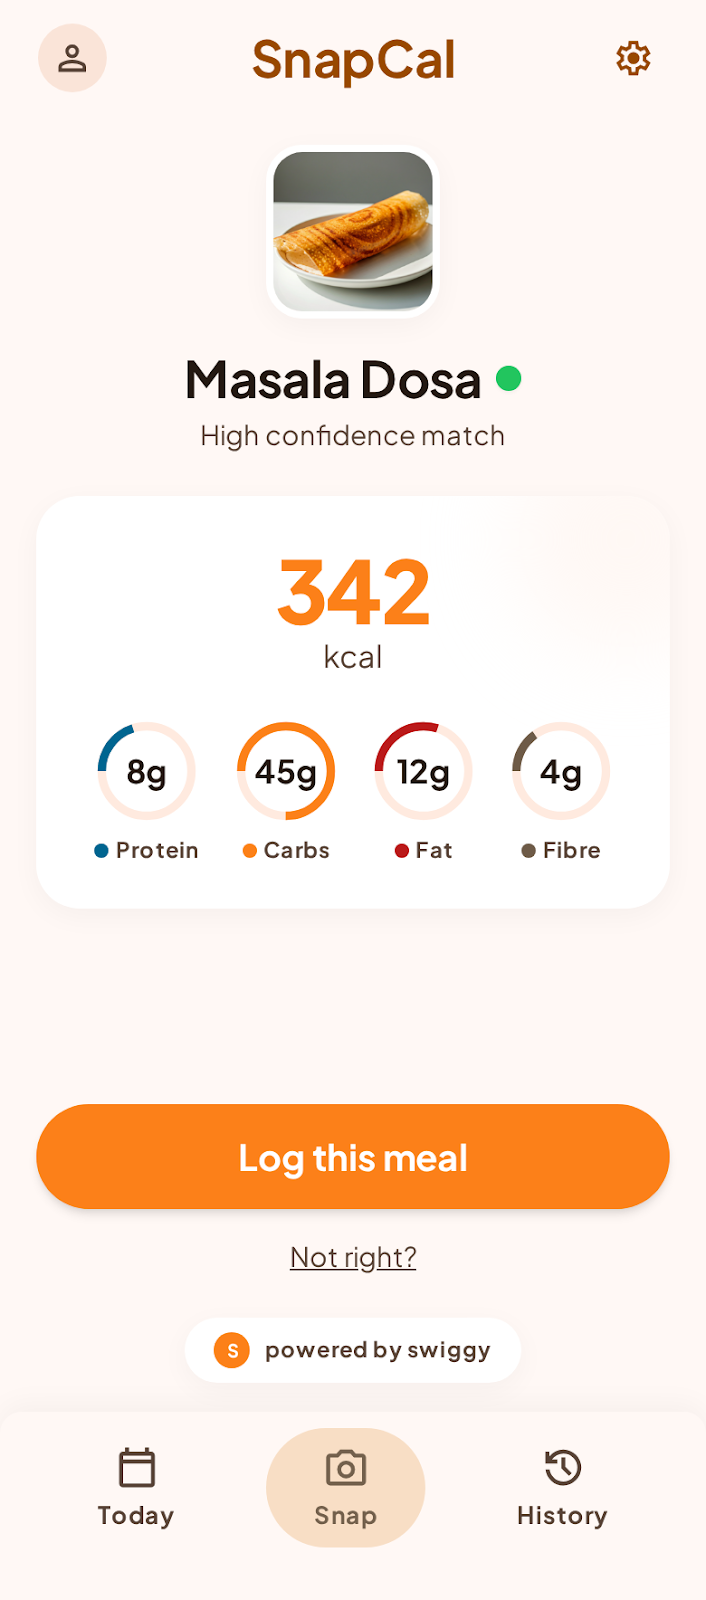 SnapCal
Masala Dosa
High confidence match
342
kcal
8g 45g 12g 4g
Protein Carbs Fat Fibre
Log this meal
Not right?
S powered by swiggy
Today Snap History